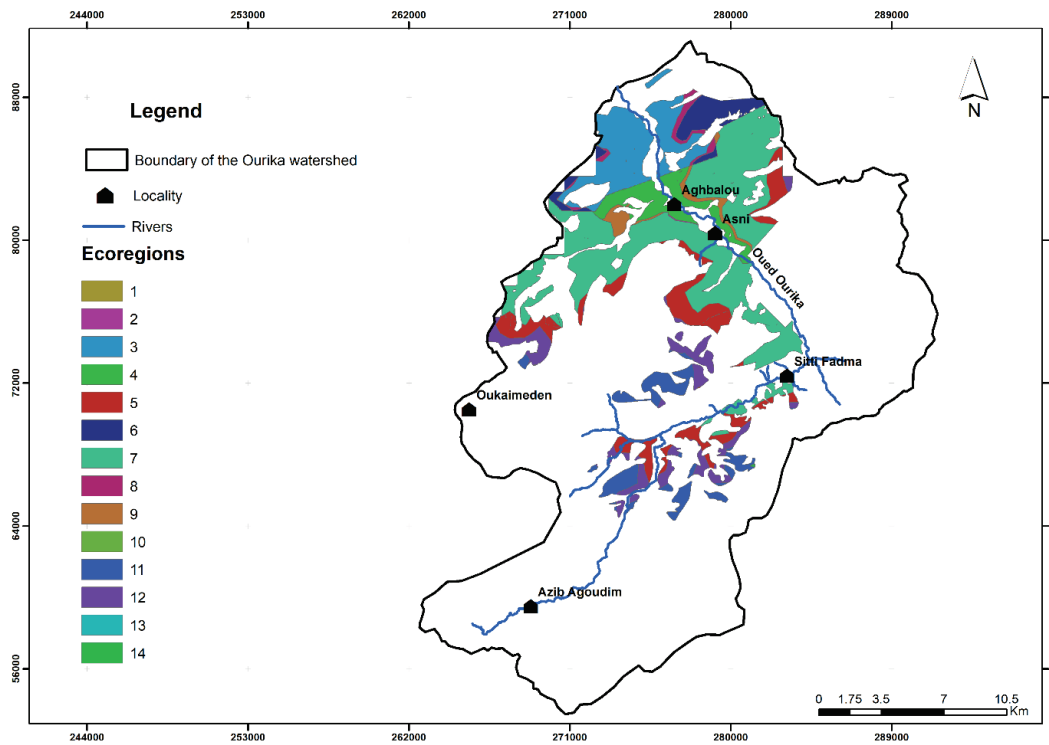 244000 253000 262000 271000 280000 289000
88000
80000
72000
64000
56000
N
Legend
Boundary of the Ourika watershed
Locality
Rivers
Ecoregions
1
2
3
4
5
6
7
8
9
10
11
12
13
14
Aghbalou
Asni
Oued Ourika
Sitti Fadma
Oukaimeden
Azib Agoudim
0 1.75 3.5 7 10.5
Km
244000 253000 262000 271000 280000 289000